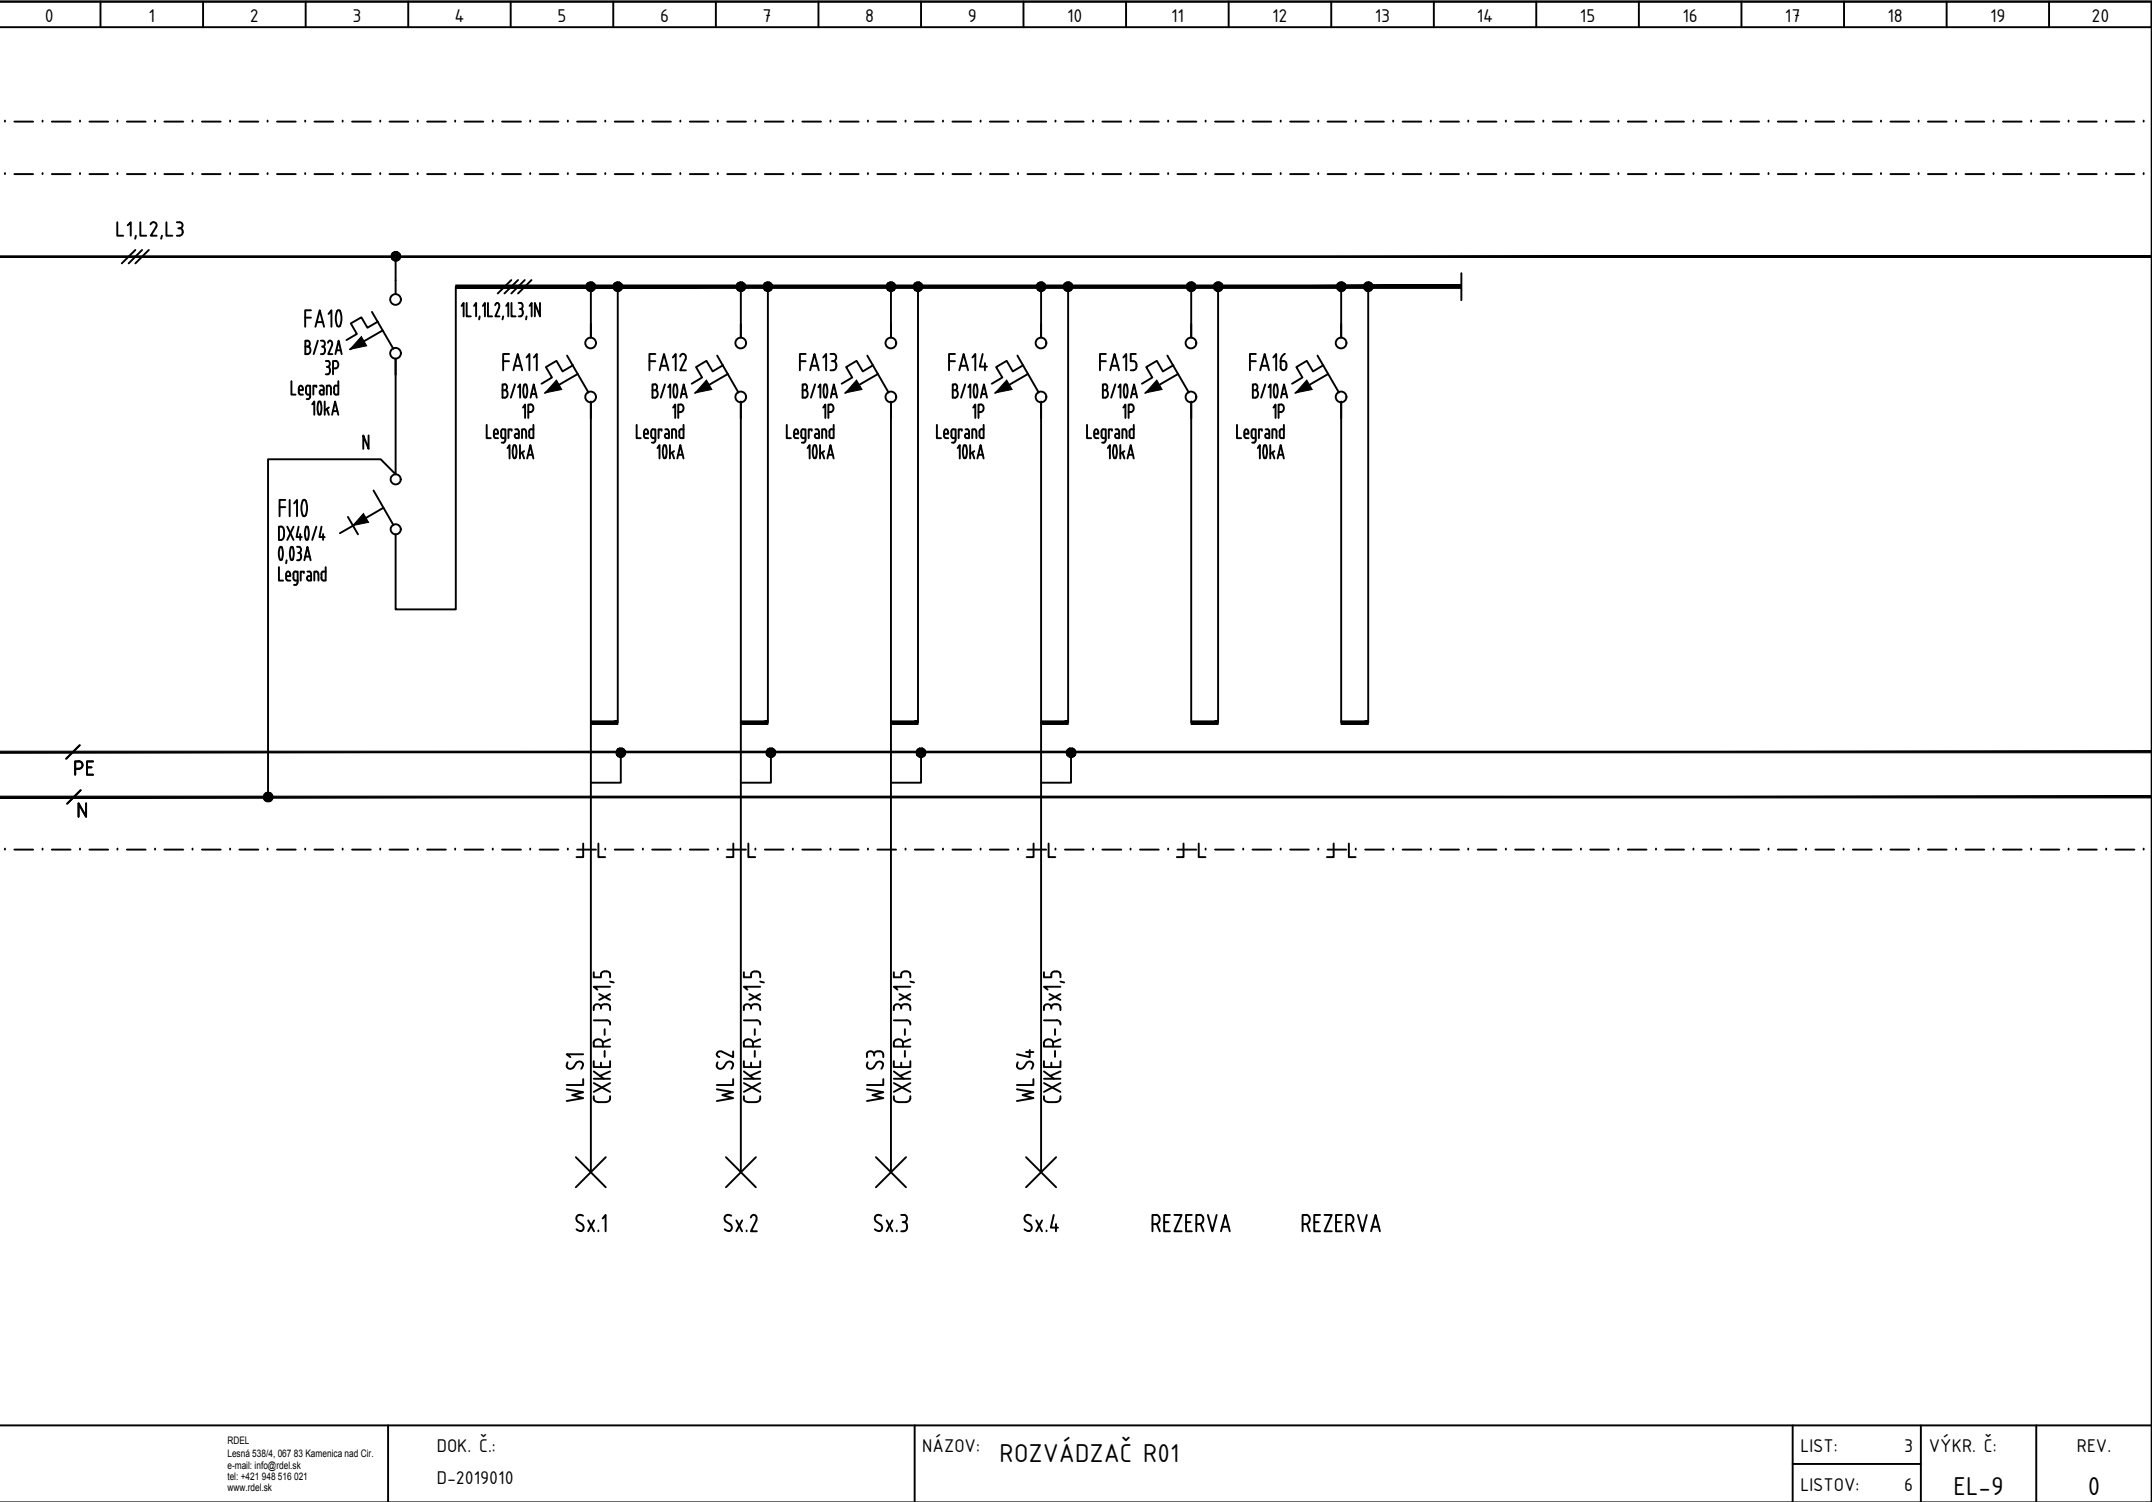 0 1 2 3 4 5 6 7 8 9 10 11 12 13 14 15 16 17 18 19 20
L1,L2,L3
1L1,1L2,1L3,1N
FA10
B/32A
3P
Legrand
10kA
N
FI10
DX40/4
0,03A
Legrand
FA11
B/10A
1P
Legrand
10kA
FA12
B/10A
1P
Legrand
10kA
FA13
B/10A
1P
Legrand
10kA
FA14
B/10A
1P
Legrand
10kA
FA15
B/10A
1P
Legrand
10kA
FA16
B/10A
1P
Legrand
10kA
PE
N
WL S1
CXKE-R-J 3x1,5
WL S2
CXKE-R-J 3x1,5
WL S3
CXKE-R-J 3x1,5
WL S4
CXKE-R-J 3x1,5
Sx.1
Sx.2
Sx.3
Sx.4
REZERVA
REZERVA
RDEL
Lesná 538/4, 067 83 Kamenica nad Cir.
e-mail: info@rdel.sk
tel: +421 948 516 021
www.rdel.sk
DOK. Č.:
D-2019010
NÁZOV: ROZVÁDZAČ R01
LIST: 3
LISTOV: 6
VÝKR. Č:
EL-9
REV.
0